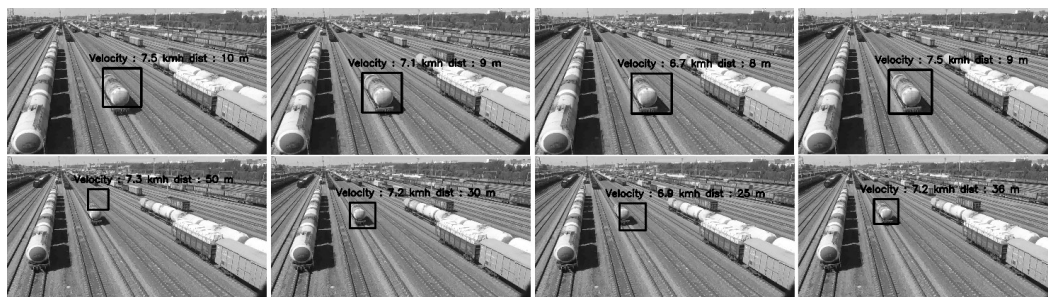 Velocity : 7.5 kmh dist : 10 m
Velocity : 7.1 kmh dist : 9 m
Velocity : 6.7 kmh dist : 8 m
Velocity : 7.5 kmh dist : 9 m
Velocity : 7.3 kmh dist : 50 m
Velocity : 7.2 kmh dist : 30 m
Velocity : 6.9 kmh dist : 25 m
Velocity : 7.2 kmh dist : 36 m